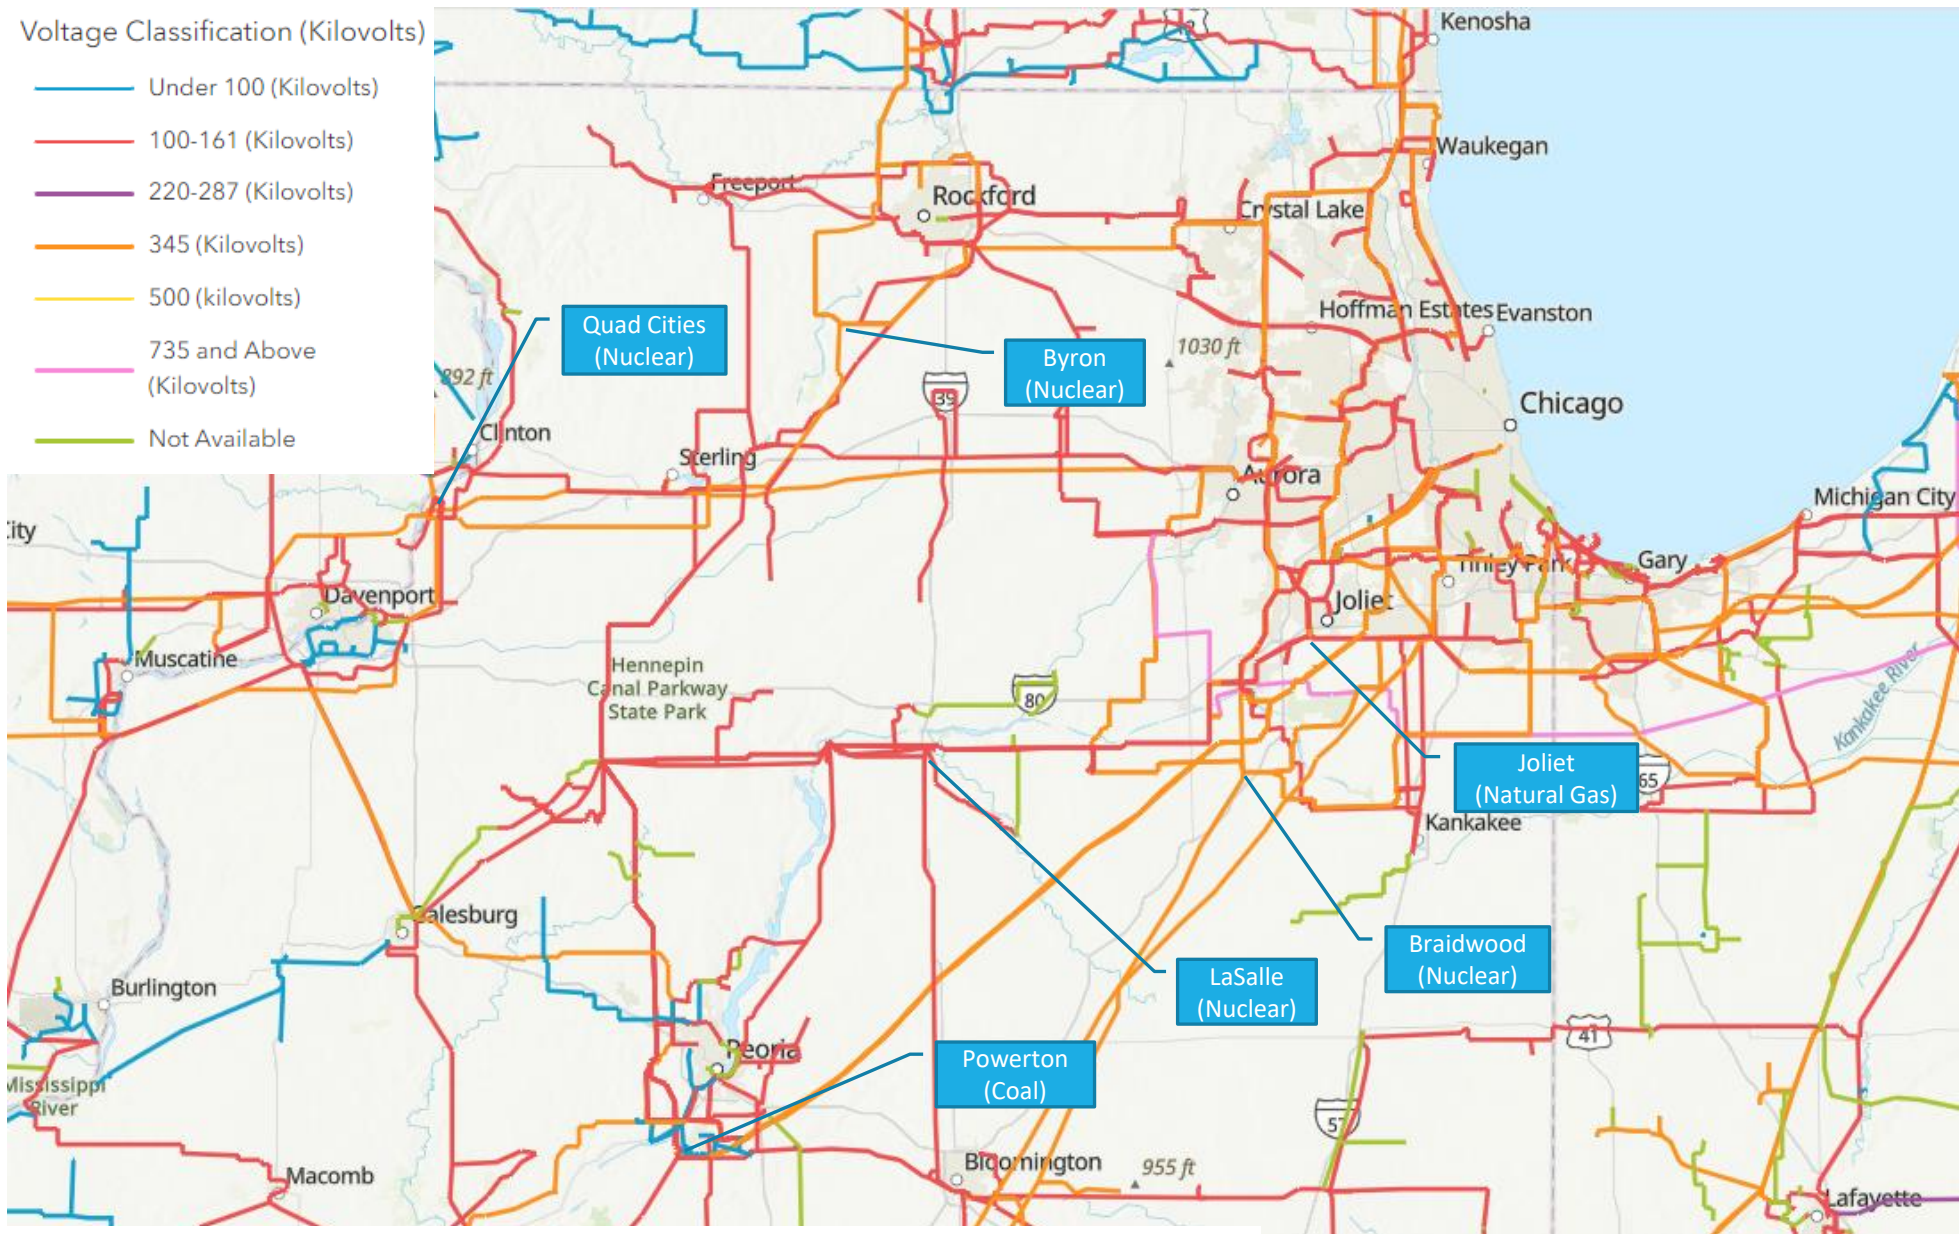 Voltage Classification (Kilovolts)
Under 100 (Kilovolts)
100-161 (Kilovolts)
220-287 (Kilovolts)
345 (Kilovolts)
500 (kilovolts)
735 and Above
(Kilovolts)
Not Available
Kenosha
12
Waukegan
Freeport
Rockford
Crystal Lake
Hoffman Estates
Evanston
Quad Cities
(Nuclear)
Byron
(Nuclear)
1030 ft
892 ft
39
Chicago
Clinton
Sterling
Aurora
Michigan City
City
Tinley Park
Gary
Davenport
Joliet
Muscatine
Hennepin
Canal Parkway
State Park
80
Kankakee River
Joliet
(Natural Gas)
65
Kankakee
Galesburg
Braidwood
(Nuclear)
LaSalle
(Nuclear)
Burlington
41
Peoria
Powerton
(Coal)
Mississippi
River
57
Bloomington
955 ft
Macomb
Lafayette